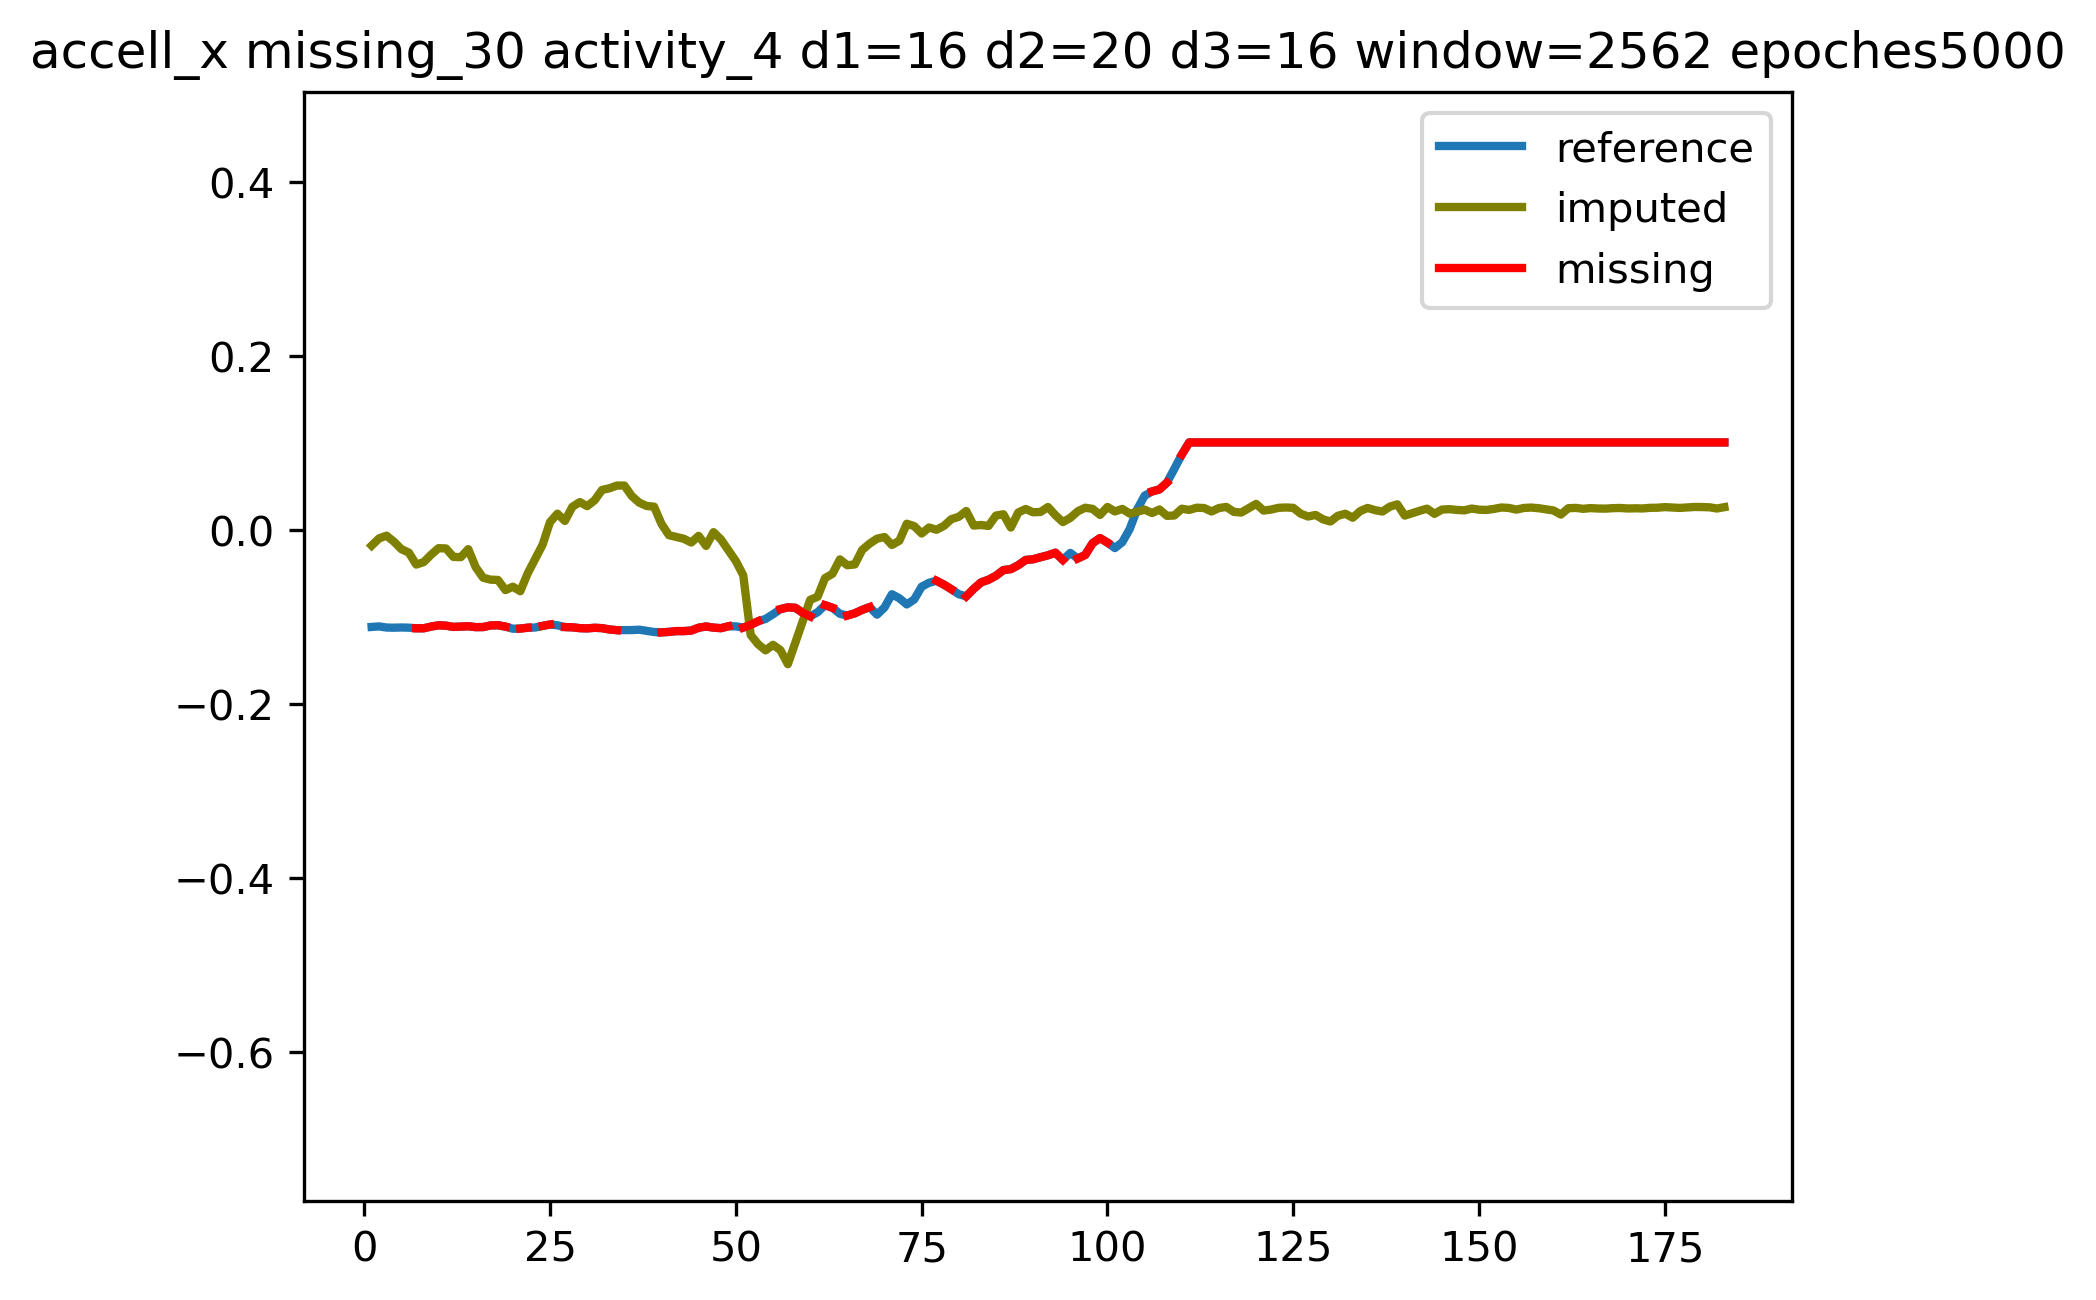 accell_x missing_30 activity_4 d1=16 d2=20 d3=16 window=2562 epoches5000
reference
imputed
missing
0.4
0.2
0.0
−0.2
−0.4
−0.6
0 25 50 75 100 125 150 175